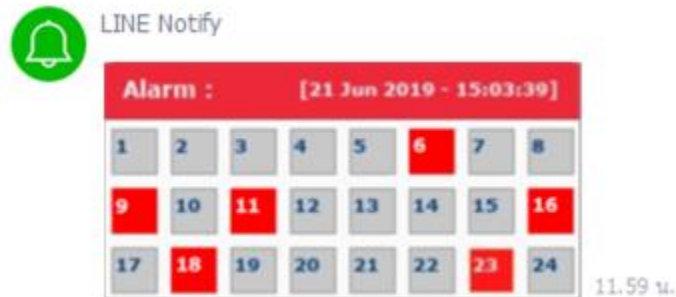 LINE Notify
Alarm : [21 Jun 2019 - 15:03:39]
1 2 3 4 5 6 7 8
9 10 11 12 13 14 15 16
17 18 19 20 21 22 23 24
11.59 น.